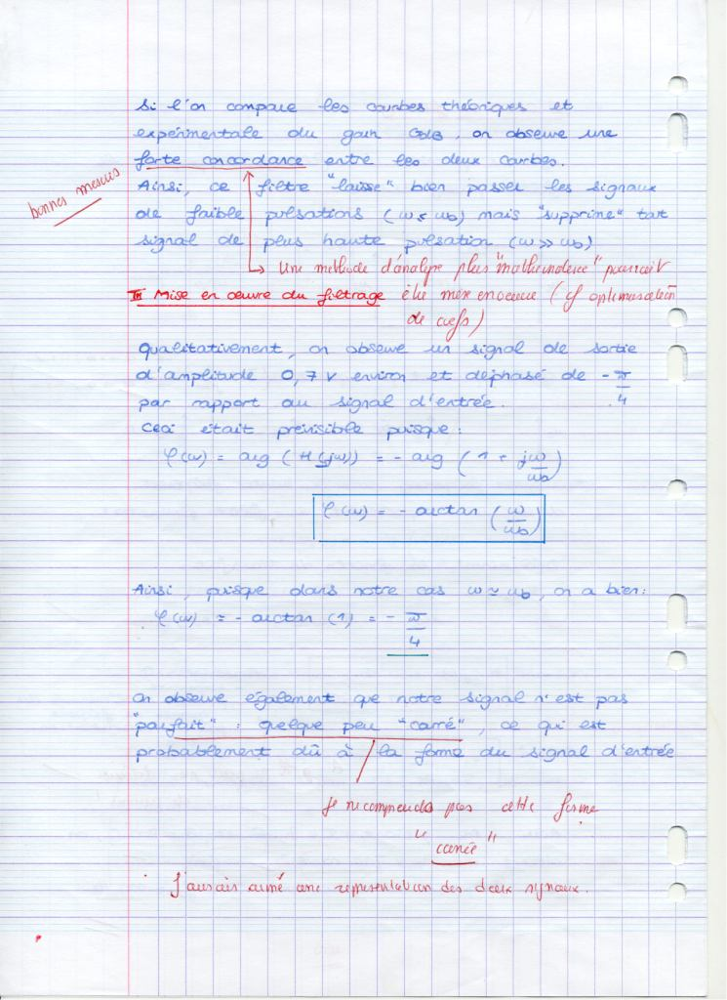 Si l'on compare les courbes théoriques et
expérimentale du gain GdB, on observe une
forte concordance entre les deux courbes.
bonnes mesures
Ainsi, ce filtre "laisse" bien passer les signaux
de faible pulsations (ω ≤ ω0) mais "supprime" tout
signal de plus haute pulsation (ω >> ω0)
↳ Une méthode d'analyse plus "mathématique" pourrait
II Mise en oeuvre du filtrage être mise en oeuvre (cf optimisation
de coefs)
Qualitativement, on observe un signal de sortie
d'amplitude 0,7 V environ et déphasé de -π/4
par rapport au signal d'entrée.
Ceci était prévisible puisque :
φ(ω) = arg (H(jω)) = - arg (1 + jω/ω0)
φ(ω) = - arctan (ω/ω0)
Ainsi, puisque dans notre cas ω ≃ ω0, on a bien :
φ(ω) ≃ - arctan (1) = - π/4
On observe également que notre signal n'est pas
"parfait" : quelque peu "carré", ce qui est
probablement dû à la forme du signal d'entrée
Je ne comprends pas cette forme
"carrée"
J'aurais aimé une représentation des deux signaux.